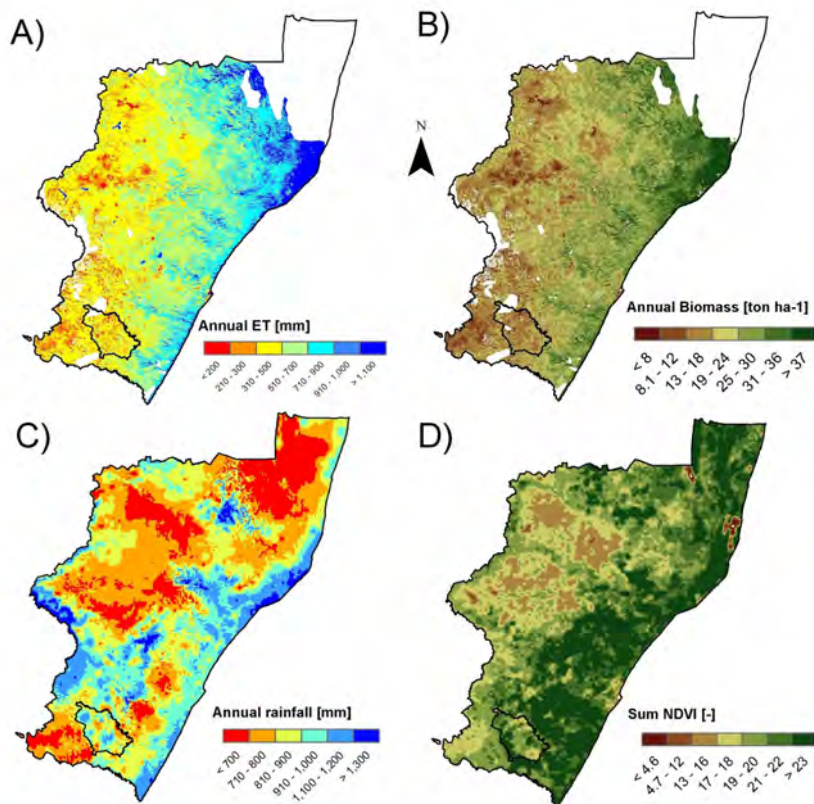 A)
B)
N
Annual ET [mm]
< 200
210 - 300
310 - 500
510 - 700
710 - 900
910 - 1,000
> 1,100
Annual Biomass [ton ha-1]
< 8
8.1 - 12
13 - 18
19 - 24
25 - 30
31 - 36
> 37
C)
D)
Annual rainfall [mm]
< 700
710 - 800
810 - 900
910 - 1,000
1,100 - 1,200
> 1,300
Sum NDVI [-]
< 4.6
4.7 - 12
13 - 16
17 - 18
19 - 20
21 - 22
> 23